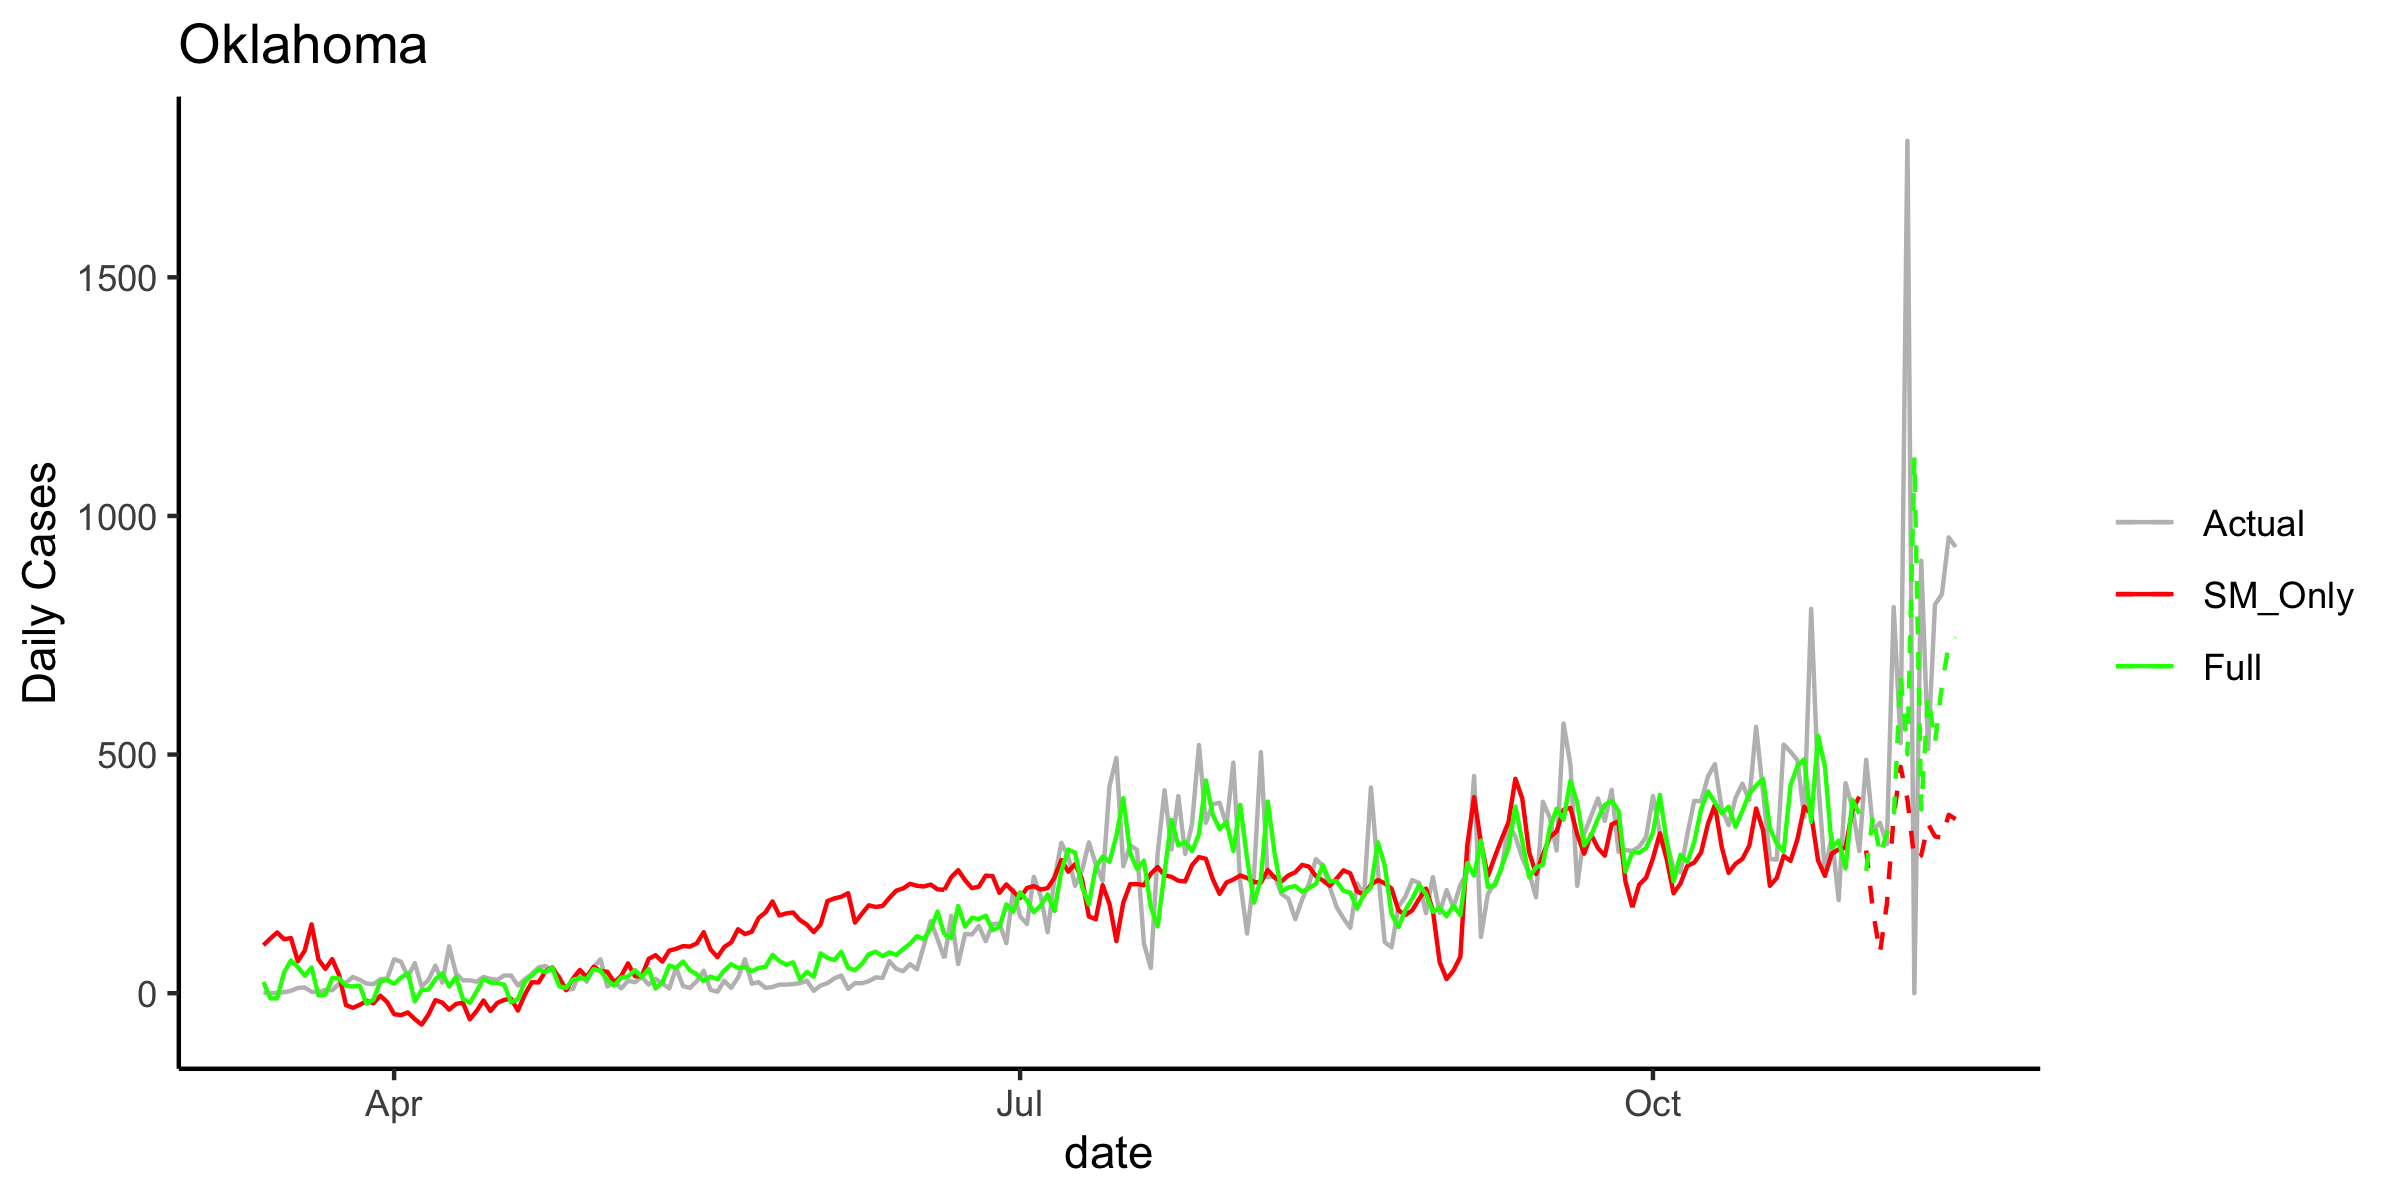 Oklahoma
Daily Cases
1500
1000
500
0
Apr
Jul
Oct
date
Actual
SM_Only
Full